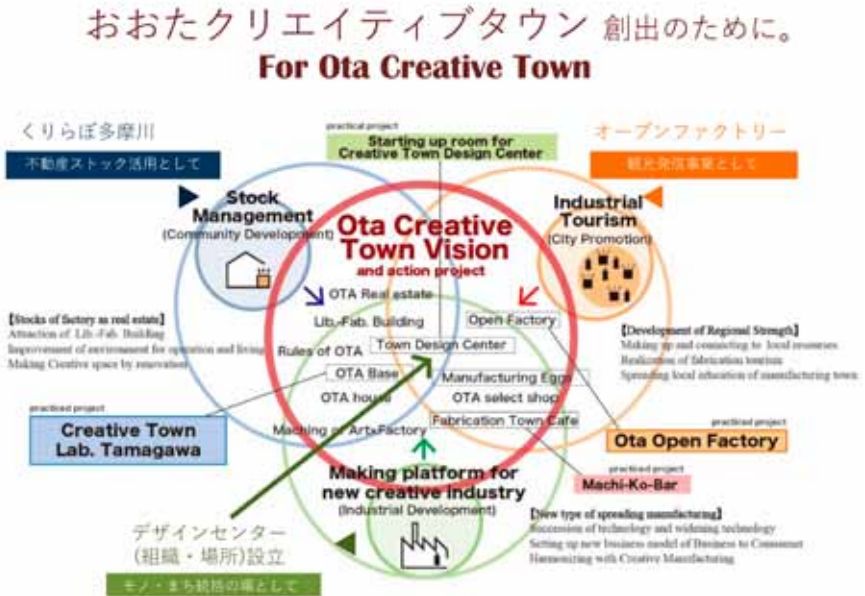 おおたクリエイティブタウン 創出のために。
For Ota Creative Town
くりらぼ多摩川
不動産ストック活用として
practical project
Starting up room for
Creative Town Design Center
オープンファクトリー
観光発信事業として
Stock
Management
(Community Development)
Ota Creative
Town Vision
and action project
Industrial
Tourism
(City Promotion)
OTA Real estate
Lib.-Fab. Building
Open Factory
Rules of OTA
Town Design Center
OTA Base
Manufacturing Eggs
OTA house
OTA select shop
Maching of Art×Factory
Fabrication Town Cafe
【Stocks of factory as real estate】
Attraction of Lib.-Fab. Building
Improvement of environment for operation and living
Making Creative space by renovation
【Development of Regional Strength】
Making up and connecting to local resources
Realization of fabrication tourism
Spreading local education of manufacturing town
practiced project
Creative Town
Lab. Tamagawa
practiced project
Ota Open Factory
practiced project
Machi-Ko-Bar
Making platform for
new creative industry
(Industrial Development)
【New type of spreading manufacturing】
Succession of technology and widening technology
Setting up new business model of Business to Consumer
Harmonizing with Creative Manufacturing
デザインセンター
(組織・場所)設立
モノ・まち統括の場として